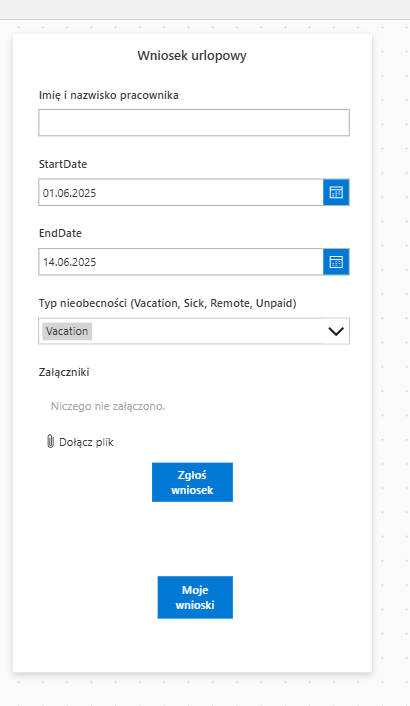 Wniosek urlopowy
Imię i nazwisko pracownika
StartDate
01.06.2025
EndDate
14.06.2025
Typ nieobecności (Vacation, Sick, Remote, Unpaid)
Vacation
Załączniki
Niczego nie załączono.
Dołącz plik
Zgłoś
wniosek
Moje
wnioski